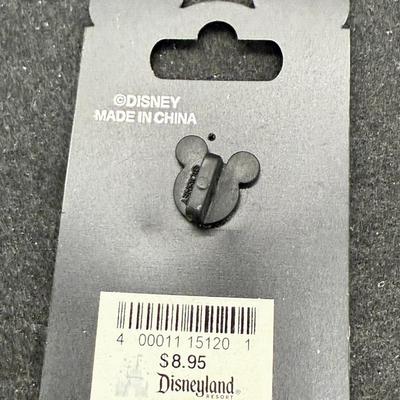 ©DISNEY
MADE IN CHINA
4 00011 15120 1
$8.95
Disneyland®
RESORT